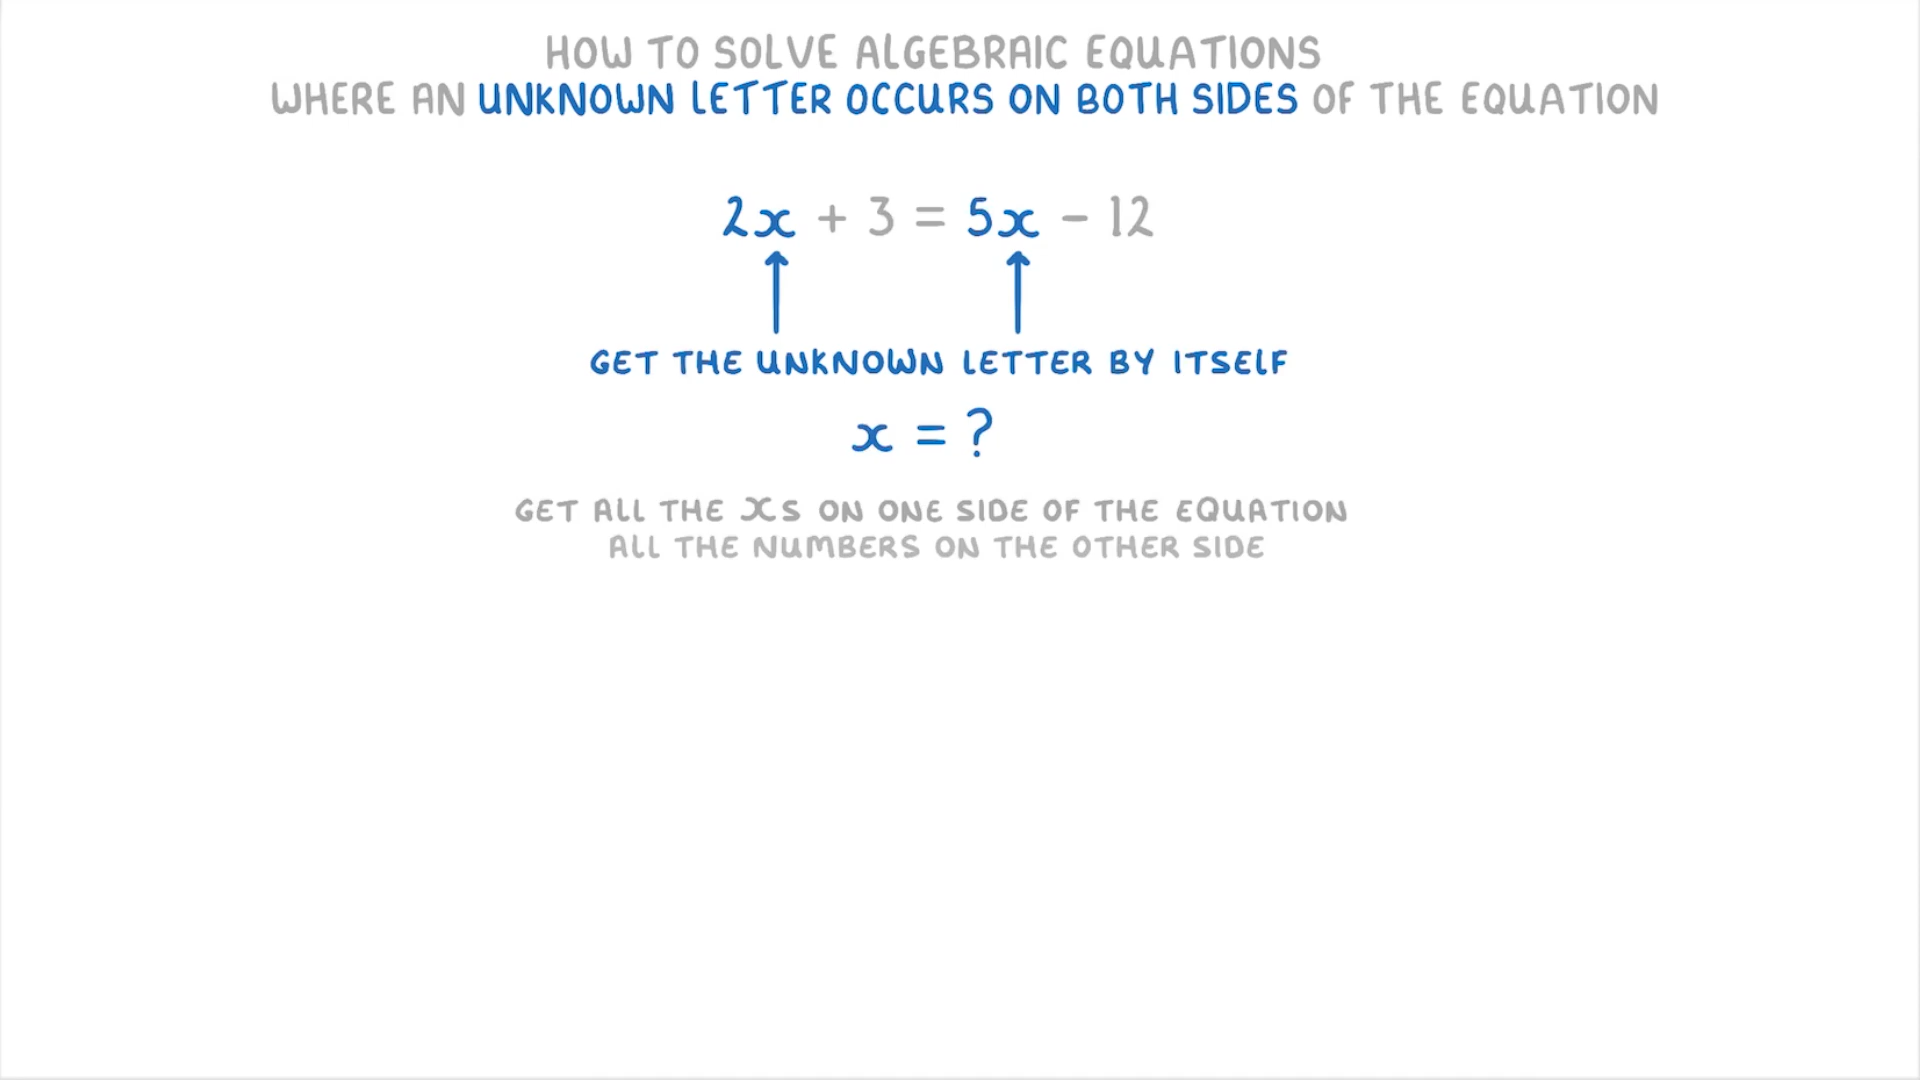 HOW TO SOLVE ALGEBRAIC EQUATIONS
WHERE AN UNKNOWN LETTER OCCURS ON BOTH SIDES OF THE EQUATION
2x + 3 = 5x - 12
GET THE UNKNOWN LETTER BY ITSELF
x = ?
GET ALL THE xS ON ONE SIDE OF THE EQUATION
ALL THE NUMBERS ON THE OTHER SIDE